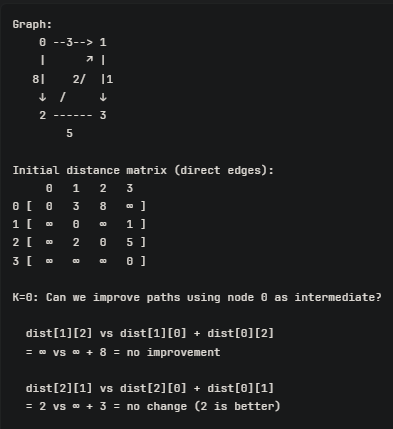 Graph:
    0 --3--> 1
    |      ↗ |
   8|    2/  |1
    ↓  /     ↓
    2 ------ 3
        5

Initial distance matrix (direct edges):
     0   1   2   3
0 [  0   3   8   ∞ ]
1 [  ∞   0   ∞   1 ]
2 [  ∞   2   0   5 ]
3 [  ∞   ∞   ∞   0 ]

K=0: Can we improve paths using node 0 as intermediate?

  dist[1][2] vs dist[1][0] + dist[0][2]
  = ∞ vs ∞ + 8 = no improvement

  dist[2][1] vs dist[2][0] + dist[0][1]
  = 2 vs ∞ + 3 = no change (2 is better)